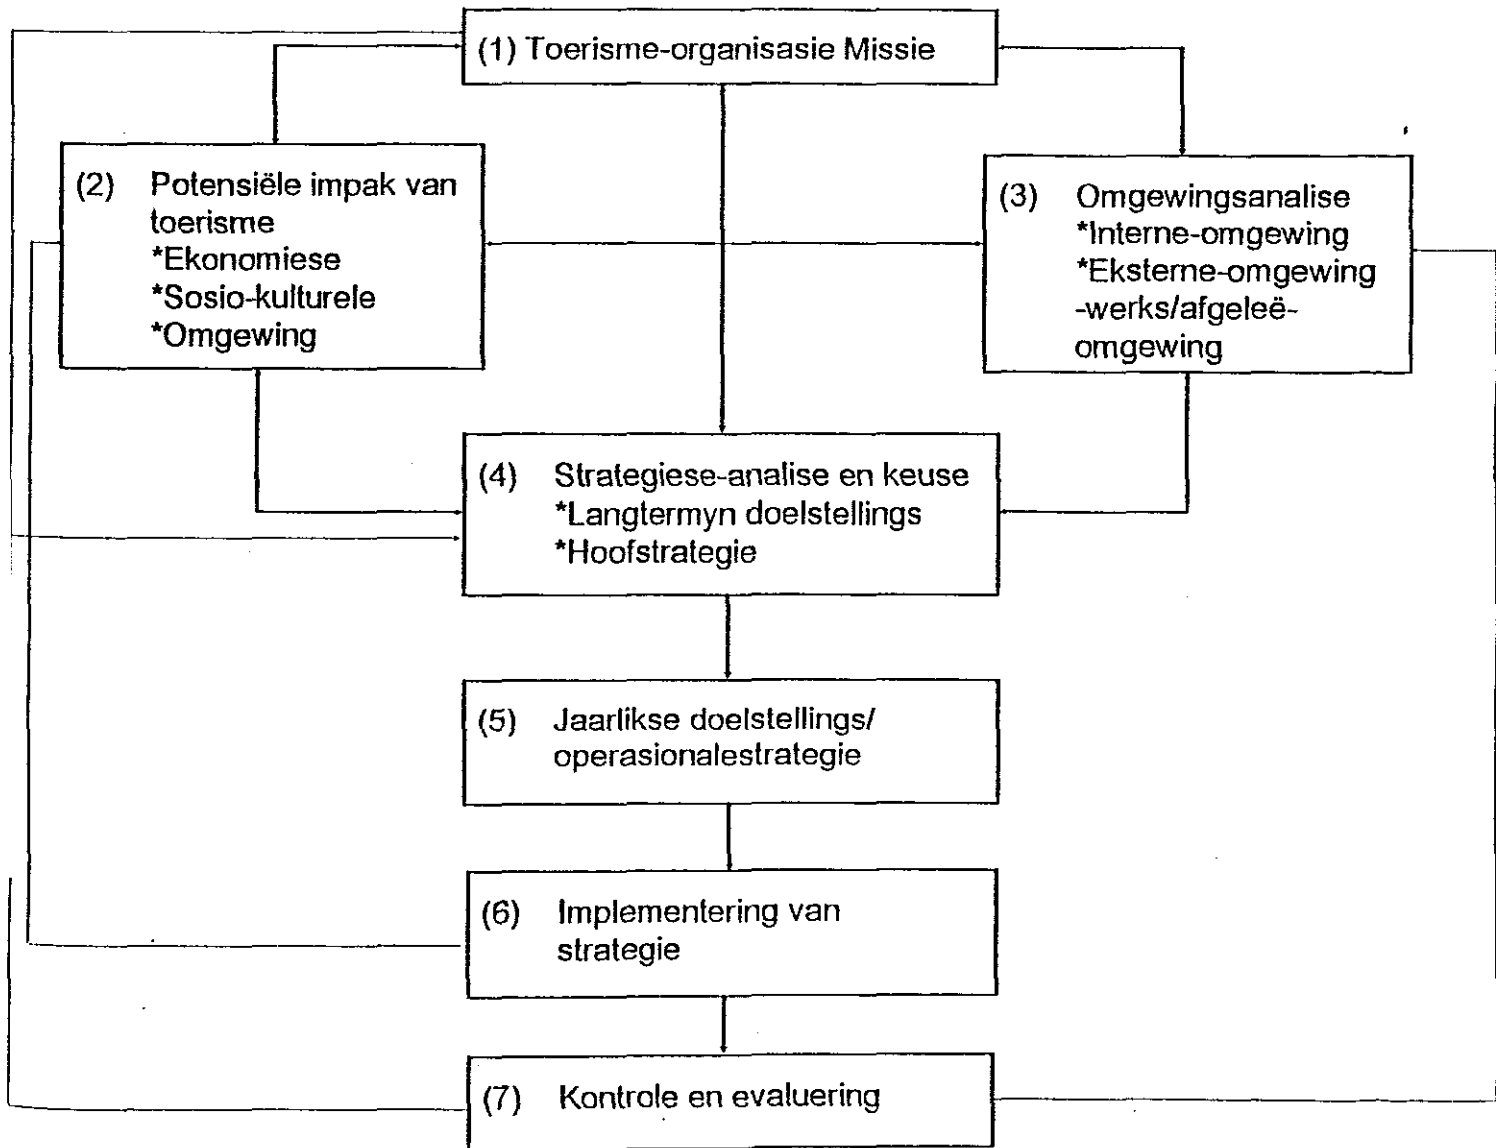 (1) Toerisme-organisasie Missie
(2) Potensiële impak van
toerisme
*Ekonomiese
*Sosio-kulturele
*Omgewing
(3) Omgewingsanalise
*Interne-omgewing
*Eksterne-omgewing
-werks/afgeleë-
omgewing
(4) Strategiese-analise en keuse
*Langtermyn doelstellings
*Hoofstrategie
(5) Jaarlikse doelstellings/
operasionalestrategie
(6) Implementering van
strategie
(7) Kontrole en evaluering